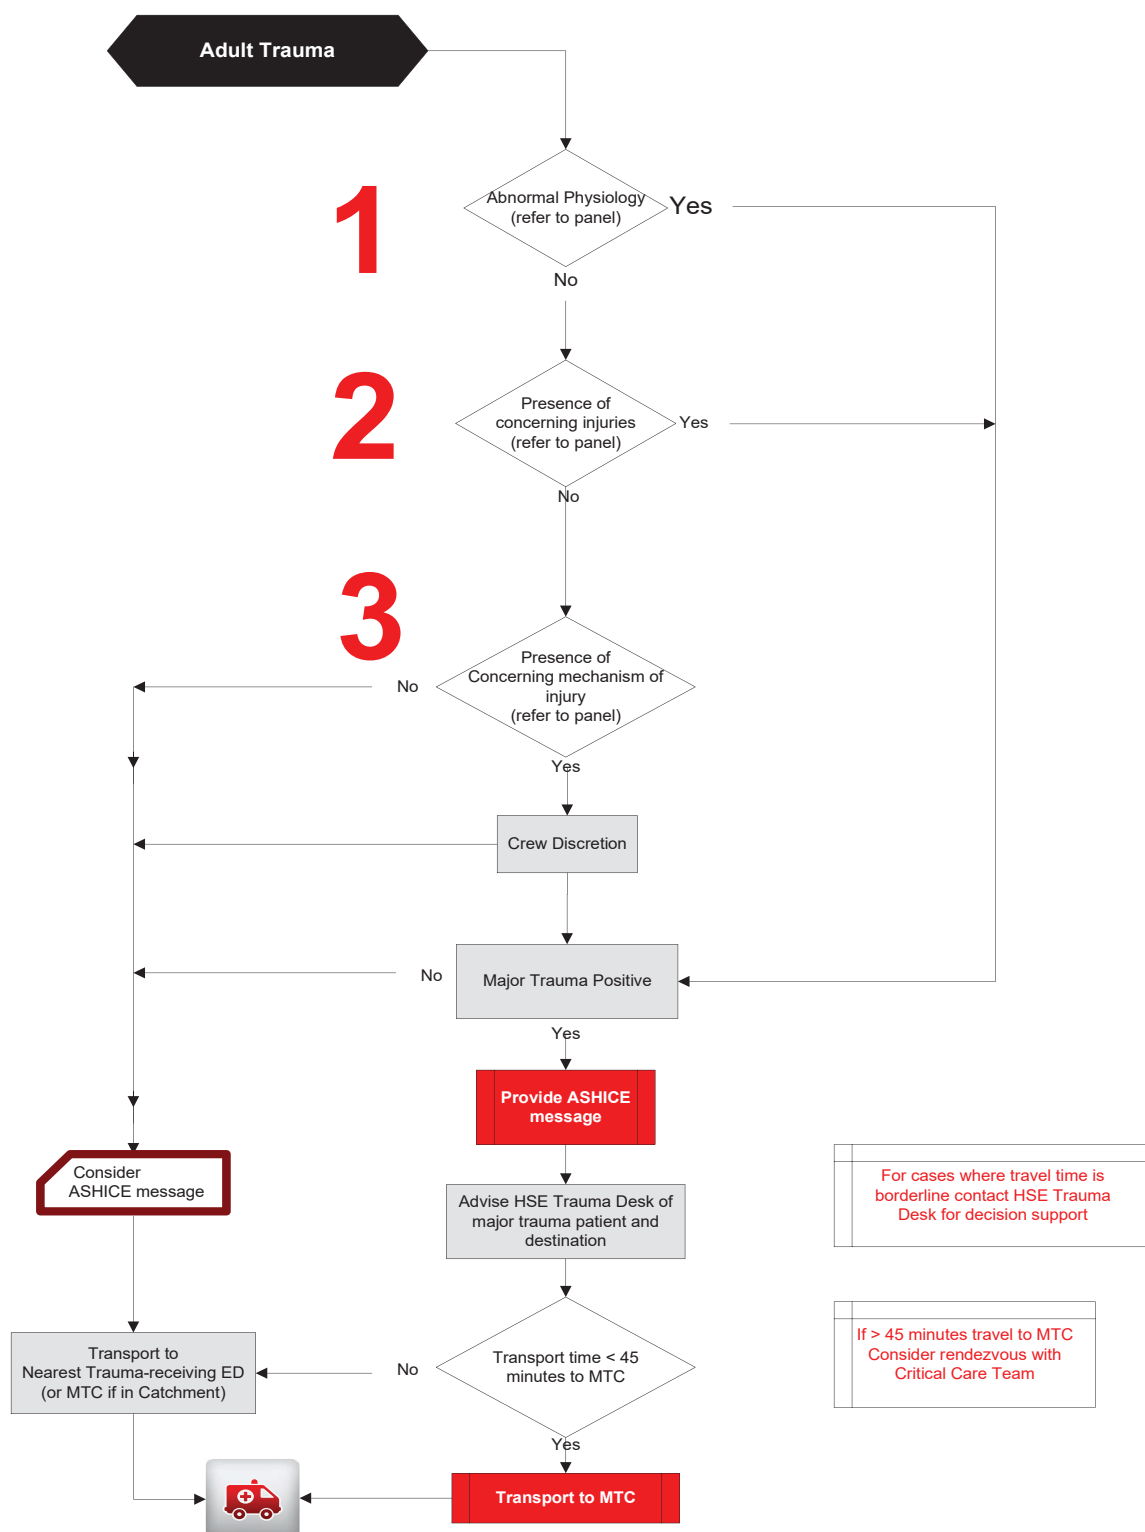 Adult Trauma
1
Abnormal Physiology
(refer to panel)
Yes
No
2
Presence of
concerning injuries
(refer to panel)
Yes
No
3
Presence of
Concerning mechanism of
injury
(refer to panel)
No
Yes
Crew Discretion
Major Trauma Positive
No
Yes
Provide ASHICE
message
Consider
ASHICE message
Advise HSE Trauma Desk of
major trauma patient and
destination
For cases where travel time is
borderline contact HSE Trauma
Desk for decision support
Transport time < 45
minutes to MTC
No
Transport to
Nearest Trauma-receiving ED
(or MTC if in Catchment)
If > 45 minutes travel to MTC
Consider rendezvous with
Critical Care Team
Yes
Transport to MTC